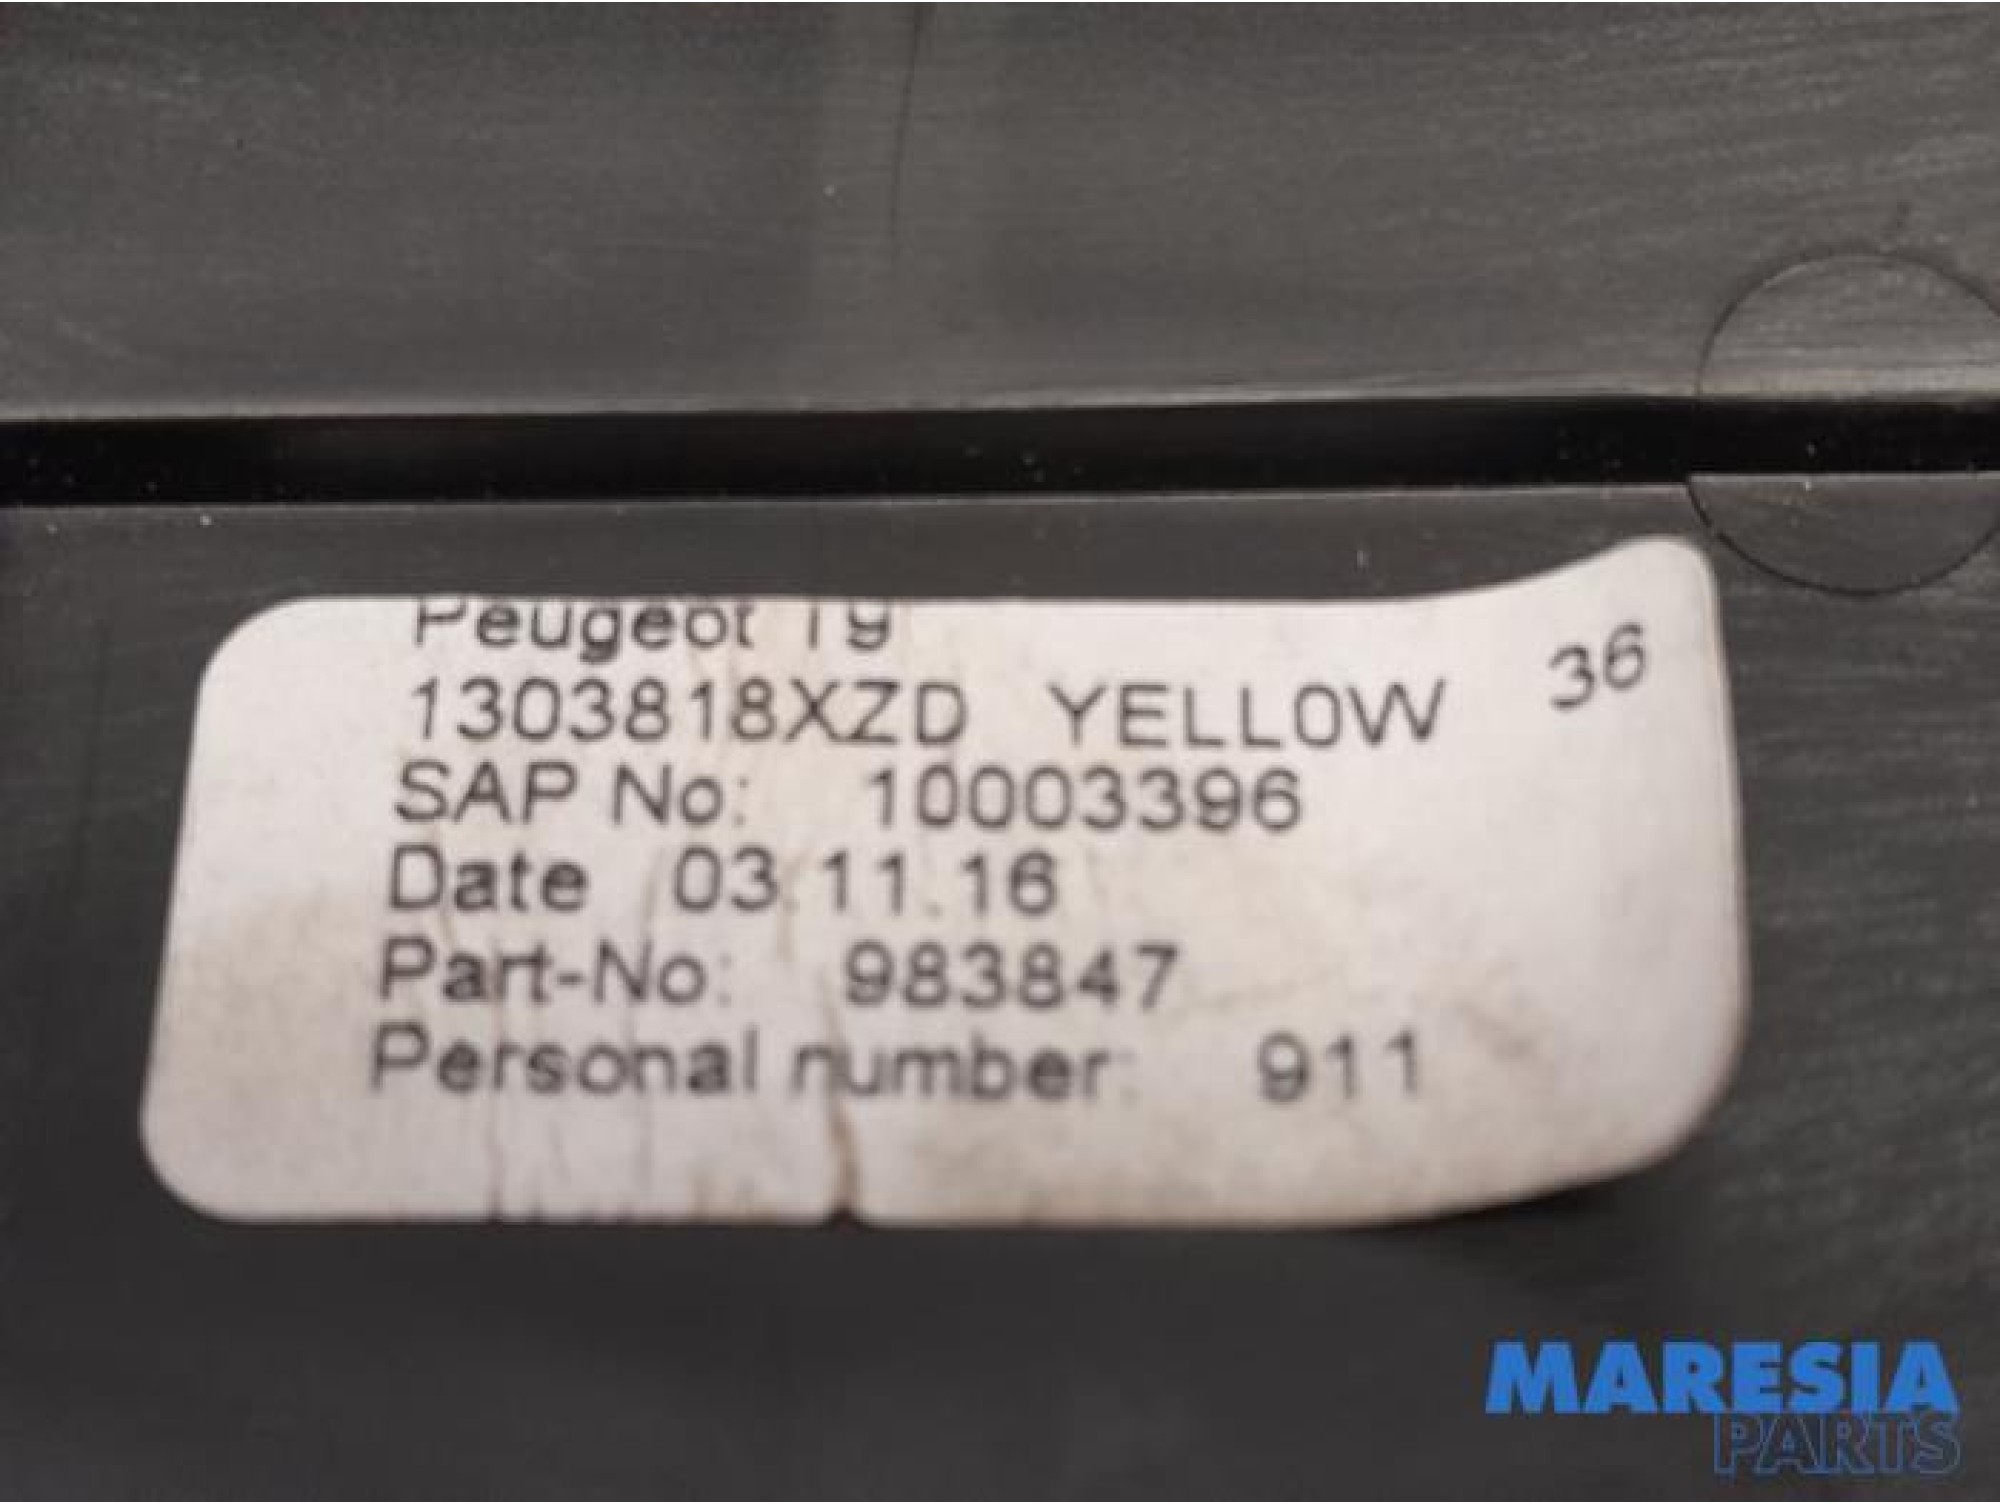 Peugeot T9
1303818XZD YELLOW 36
SAP No: 10003396
Date 03.11.16
Part-No: 983847
Personal number: 911
MARESIA
PARTS